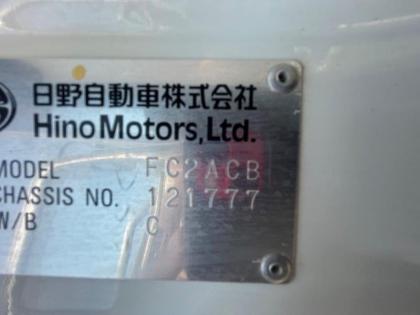 日野自動車株式会社
Hino Motors, Ltd.
MODEL FC2ACB
CHASSIS NO. 121777
W/B C